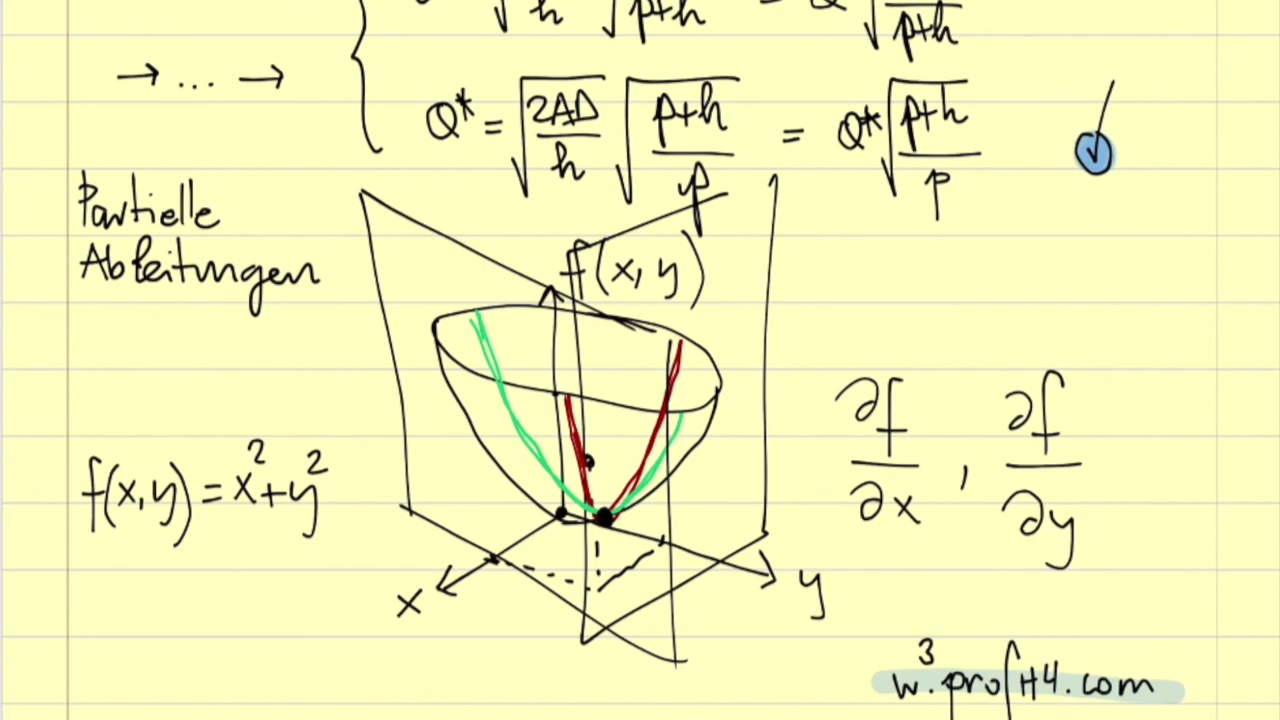 √h √p+h = Q √p+h
→ ... →
Q* = √(2AD/h) √((p+h)/p) = Q* √((p+h)/p) ✓
Partielle
Ableitungen
f(x, y)
f(x,y) = x²+y²
∂f/∂x , ∂f/∂y
x
y
w³.profH4.com